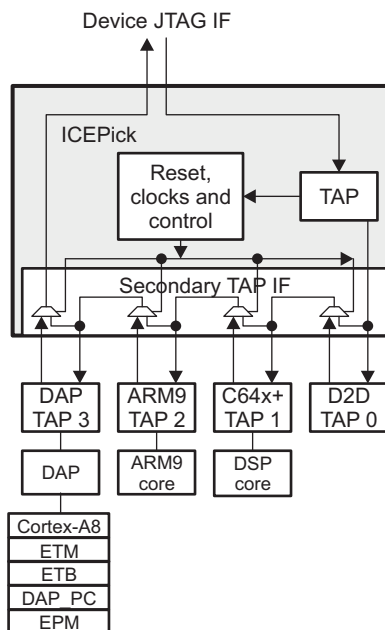 Device JTAG IF
ICEPick
Reset,
clocks and
control
TAP
Secondary TAP IF
DAP
TAP 3
ARM9
TAP 2
C64x+
TAP 1
D2D
TAP 0
DAP
ARM9
core
DSP
core
Cortex-A8
ETM
ETB
DAP_PC
EPM